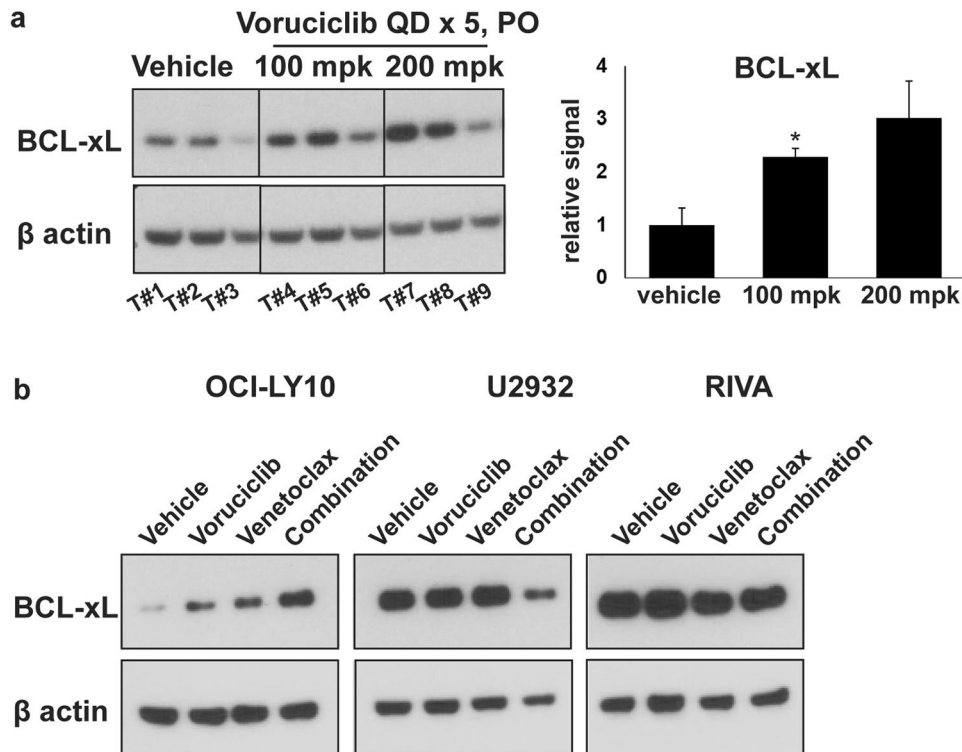 a
Voruciclib QD x 5, PO
Vehicle 100 mpk 200 mpk
BCL-xL
β actin
T#1 T#2 T#3 T#4 T#5 T#6 T#7 T#8 T#9
BCL-xL
relative signal
4
3
2
1
0
*
vehicle 100 mpk 200 mpk
b
OCI-LY10 U2932 RIVA
Vehicle Voruciclib Venetoclax Combination Vehicle Voruciclib Venetoclax Combination Vehicle Voruciclib Venetoclax Combination
BCL-xL
β actin